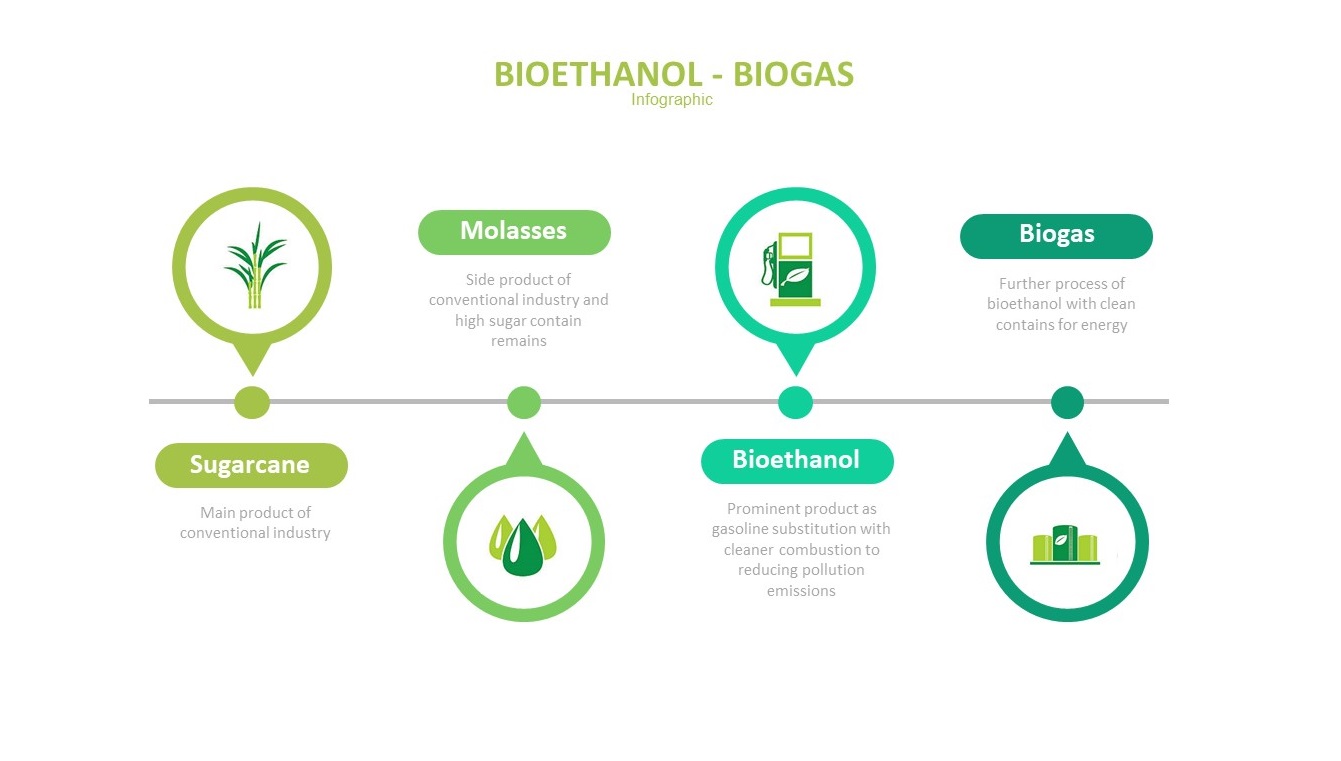 BIOETHANOL - BIOGAS
Infographic
Sugarcane
Main product of
conventional industry
Molasses
Side product of
conventional industry and
high sugar contain
remains
Bioethanol
Prominent product as
gasoline substitution with
cleaner combustion to
reducing pollution
emissions
Biogas
Further process of
bioethanol with clean
contains for energy